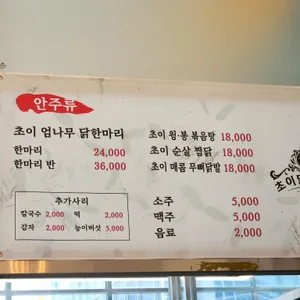 안주류
초이 엄나무 닭한마리
한마리 24,000
한마리 반 36,000
추가사리
칼국수 2,000 떡 2,000
감자 2,000 능이버섯 5,000
초이 윙·봉 볶음탕 18,000
초이 순살 찜닭 18,000
초이 매콤 무뼈닭발 18,000
소주 5,000
맥주 5,000
음료 2,000
초이